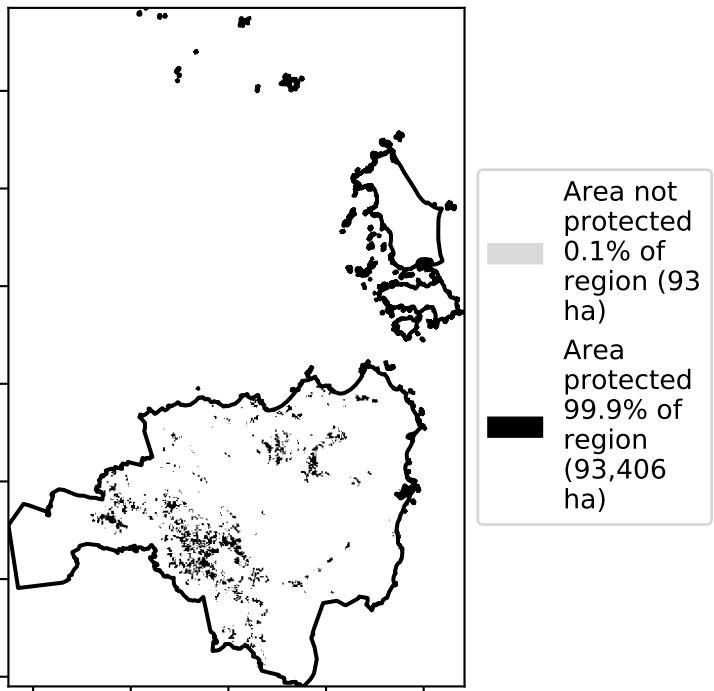 Area not
protected
0.1% of
region (93
ha)
Area
protected
99.9% of
region
(93,406
ha)